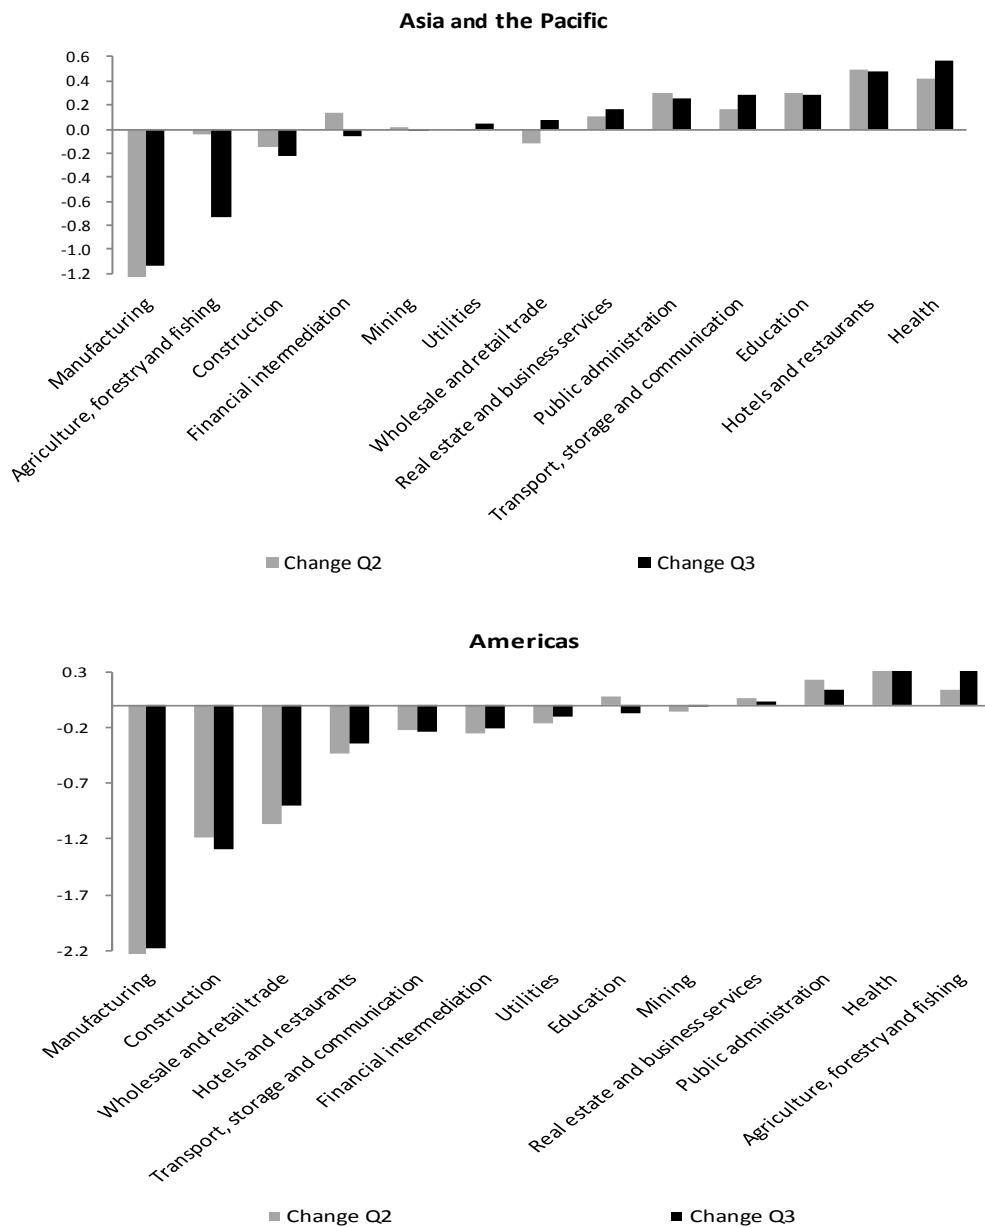 Asia and the Pacific
0.6
0.4
0.2
0.0
-0.2
-0.4
-0.6
-0.8
-1.0
-1.2
Manufacturing
Agriculture, forestry and fishing
Construction
Financial intermediation
Mining
Utilities
Wholesale and retail trade
Real estate and business services
Public administration
Transport, storage and communication
Education
Hotels and restaurants
Health
Change Q2 Change Q3
Americas
0.3
-0.2
-0.7
-1.2
-1.7
-2.2
Manufacturing
Construction
Wholesale and retail trade
Hotels and restaurants
Transport, storage and communication
Financial intermediation
Utilities
Education
Mining
Real estate and business services
Public administration
Health
Agriculture, forestry and fishing
Change Q2 Change Q3